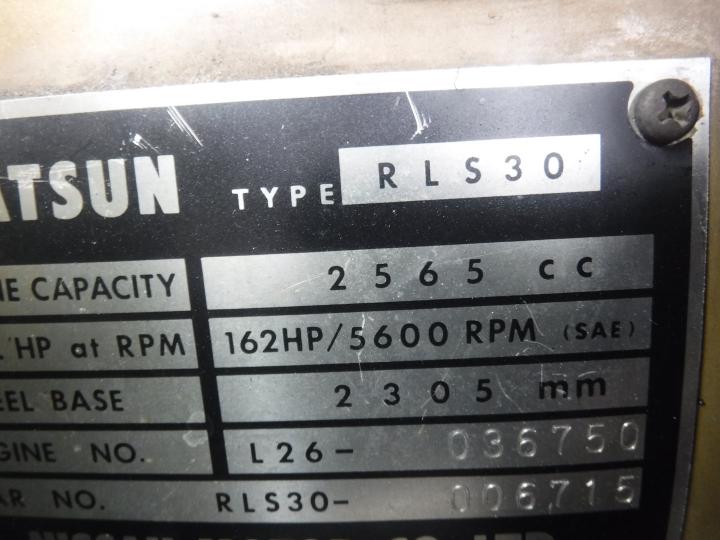 ATSUN TYPE RLS30
NE CAPACITY 2565 CC
HP at RPM 162HP/5600 RPM (SAE)
EEL BASE 2305 mm
GINE NO. L26- 036750
AR NO. RLS30- 006715